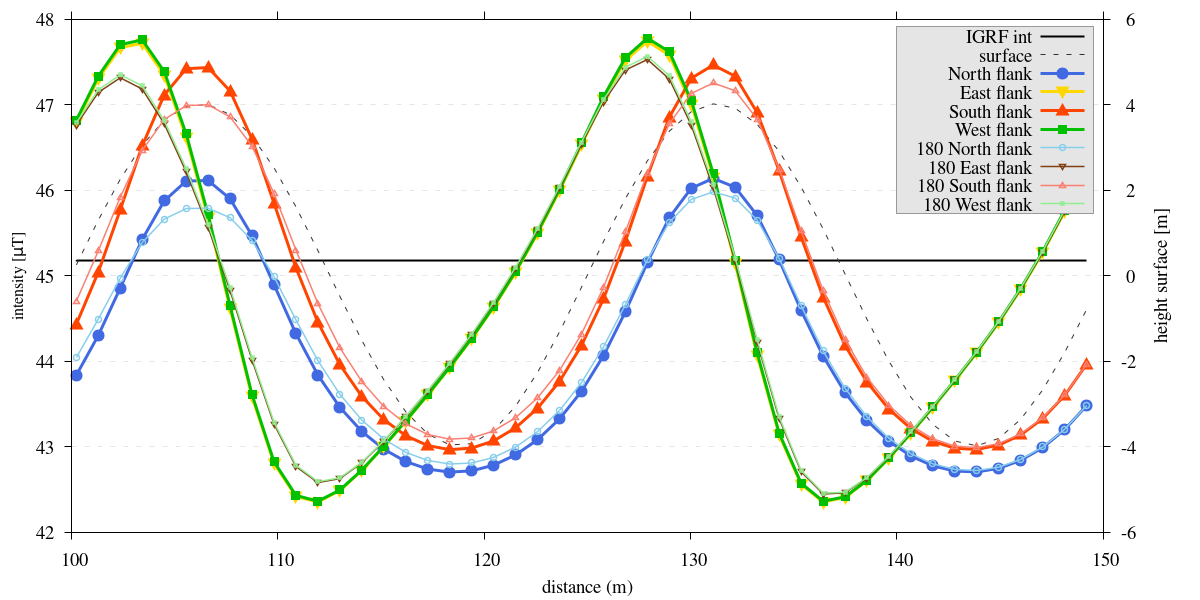 48
47
46
45
44
43
42
intensity [µT]
6
4
2
0
-2
-4
-6
height surface [m]
IGRF int
surface
North flank
East flank
South flank
West flank
180 North flank
180 East flank
180 South flank
180 West flank
100
110
120
130
140
150
distance (m)